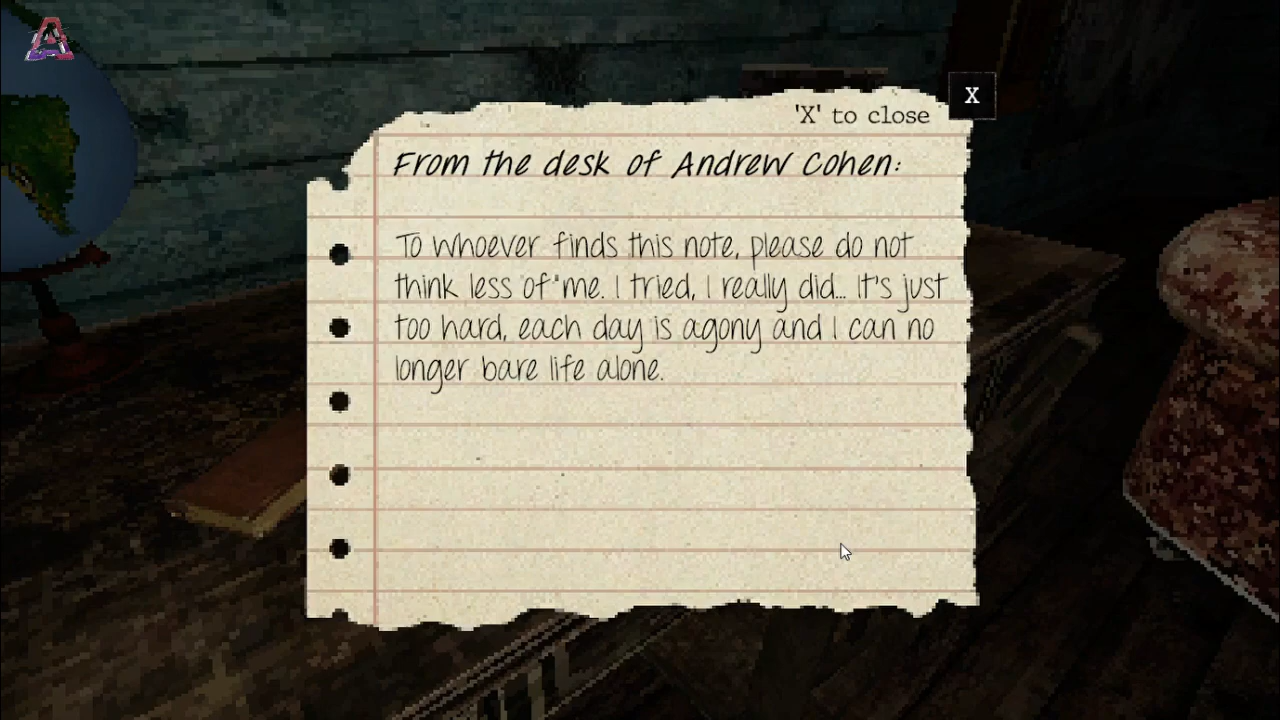 A
X
'X' to close
From the desk of Andrew Cohen:
To whoever finds this note, please do not
think less of me. I tried, I really did... It's just
too hard, each day is agony and I can no
longer bare life alone.